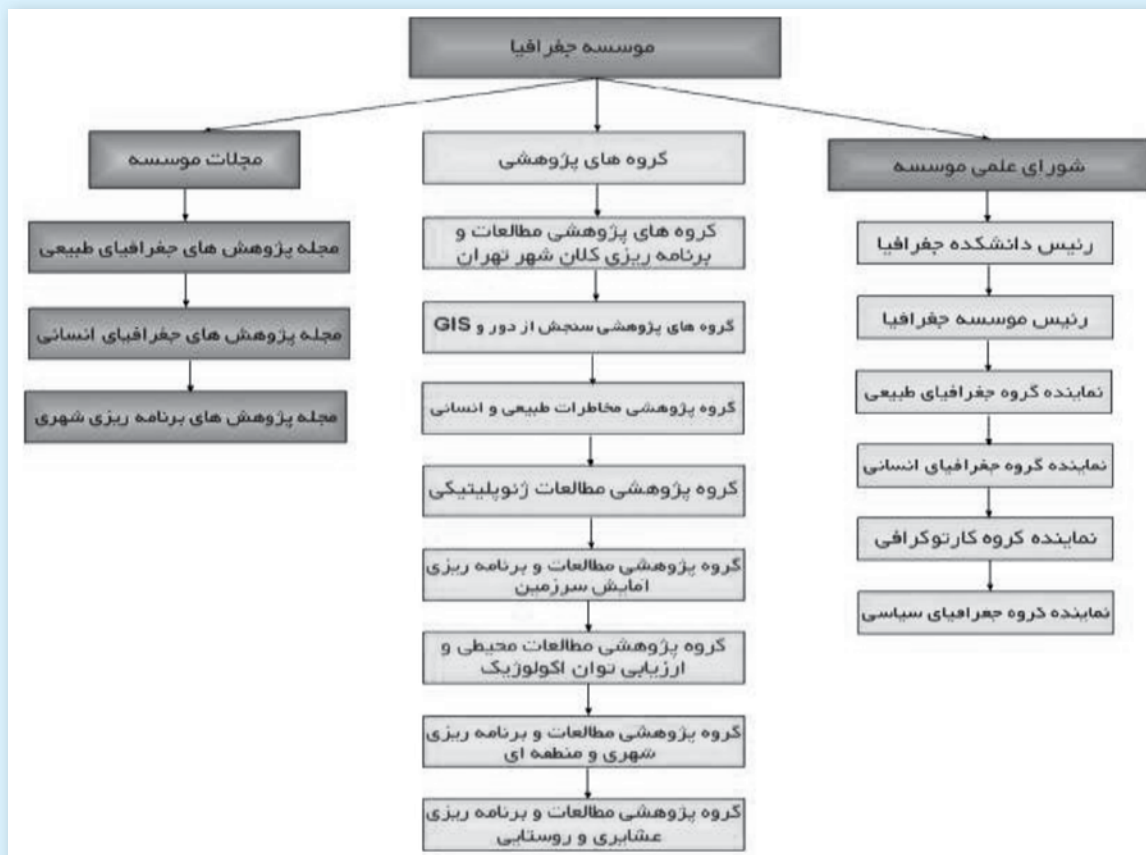 موسسه جغرافیا
شورای علمی موسسه
رئیس دانشکده جغرافیا
رئیس موسسه جغرافیا
نماینده گروه جغرافیای طبیعی
نماینده گروه جغرافیای انسانی
نماینده گروه کارتوگرافی
نماینده گروه جغرافیای سیاسی
گروه های پژوهشی
گروه های پژوهشی مطالعات و
برنامه ریزی کلان شهر تهران
گروه های پژوهشی سنجش از دور و GIS
گروه پژوهشی مخاطرات طبیعی و انسانی
گروه پژوهشی مطالعات ژئوپلیتیکی
گروه پژوهشی مطالعات و برنامه ریزی
امایش سرزمین
گروه پژوهشی مطالعات محیطی و
ارزیابی توان اکولوژیک
گروه پژوهشی مطالعات و برنامه ریزی
شهری و منطقه ای
گروه پژوهشی مطالعات و برنامه ریزی
عشایری و روستایی
مجلات موسسه
مجله پژوهش های جغرافیای طبیعی
مجله پژوهش های جغرافیای انسانی
مجله پژوهش های برنامه ریزی شهری